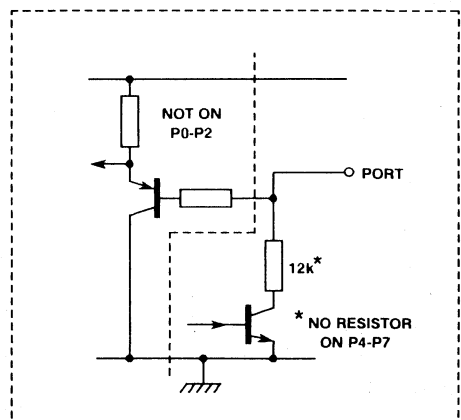 NOT ON
P0-P2
PORT
12k*
* NO RESISTOR
ON P4-P7